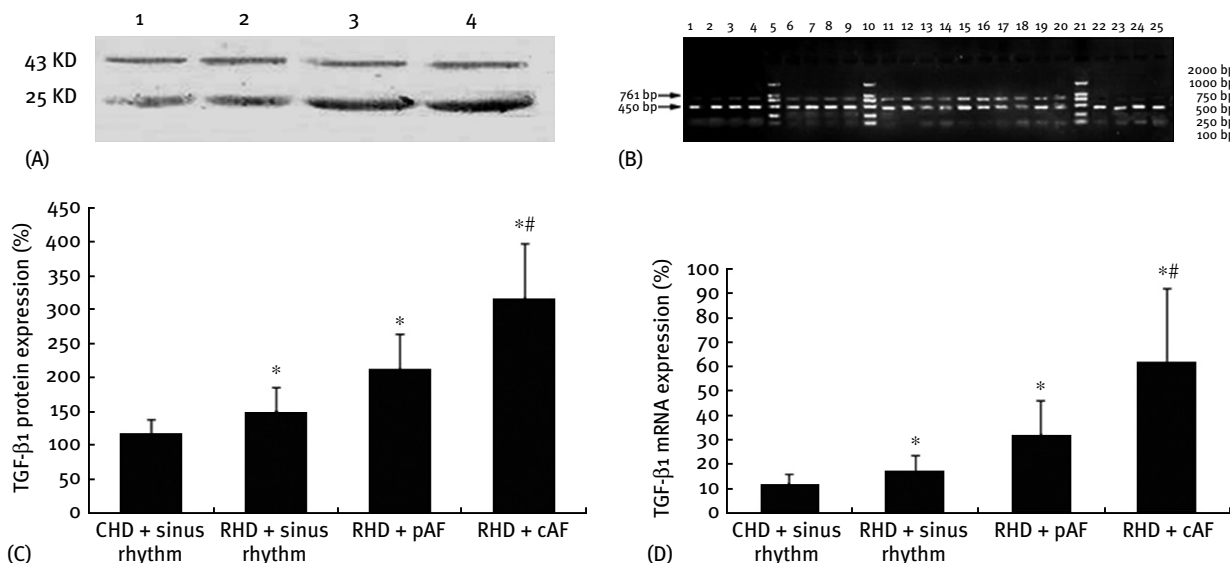 1 2 3 4
43 KD
25 KD
(A)
1 2 3 4 5 6 7 8 9 10 11 12 13 14 15 16 17 18 19 20 21 22 23 24 25
761 bp
450 bp
2000 bp
1000 bp
750 bp
500 bp
250 bp
100 bp
(B)
TGF-β1 protein expression (%)
450
400
350
300
250
200
150
100
50
0
*
*
*#
CHD + sinus rhythm
RHD + sinus rhythm
RHD + pAF
RHD + cAF
(C)
TGF-β1 mRNA expression (%)
100
90
80
70
60
50
40
30
20
10
0
*
*
*#
CHD + sinus rhythm
RHD + sinus rhythm
RHD + pAF
RHD + cAF
(D)